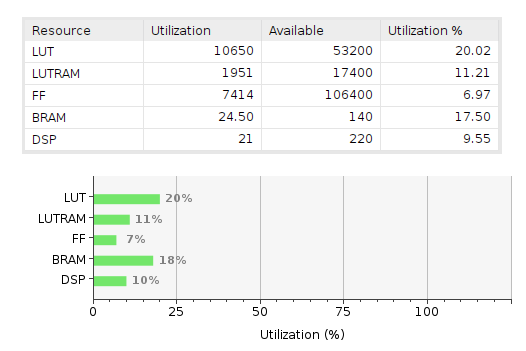 Resource Utilization Available Utilization %
LUT 10650 53200 20.02
LUTRAM 1951 17400 11.21
FF 7414 106400 6.97
BRAM 24.50 140 17.50
DSP 21 220 9.55
LUT 20%
LUTRAM 11%
FF 7%
BRAM 18%
DSP 10%
0 25 50 75 100
Utilization (%)